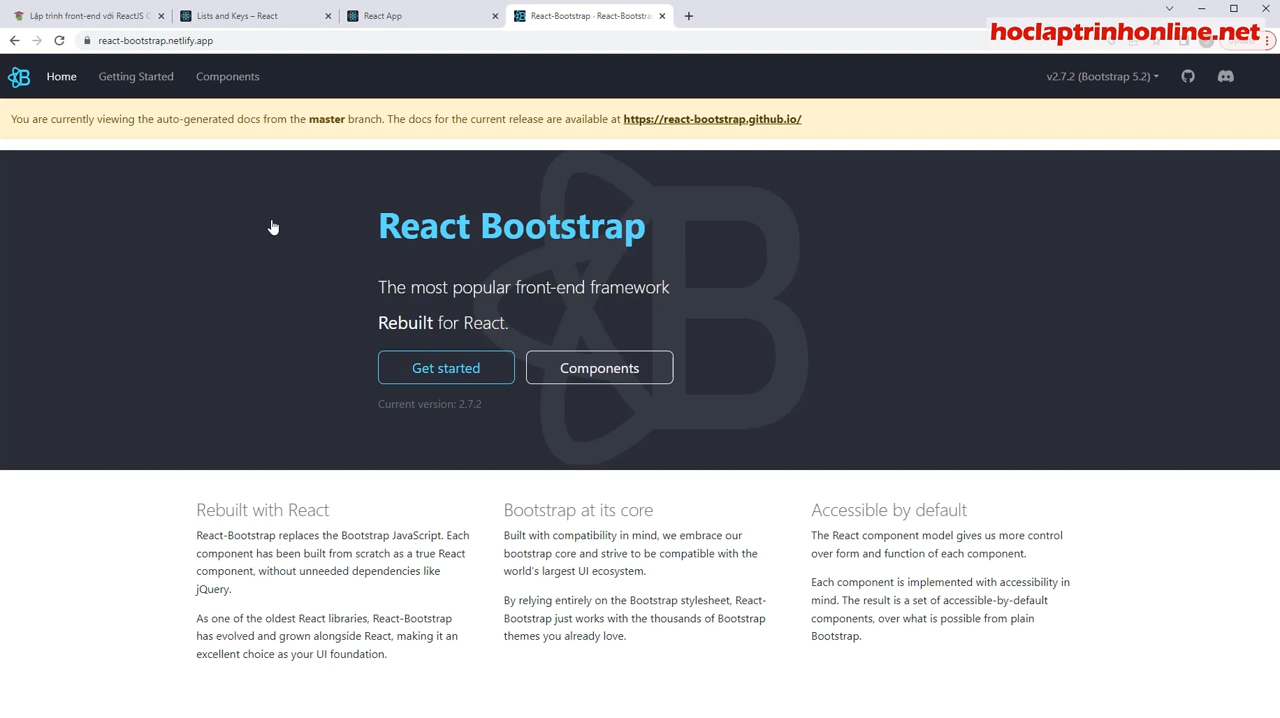 Lập trình front-end với ReactJS C
Lists and Keys – React
React App
React-Bootstrap · React-Bootstra
hoclaptrinhonline.net
react-bootstrap.netlify.app
Home
Getting Started
Components
v2.7.2 (Bootstrap 5.2)
You are currently viewing the auto-generated docs from the master branch. The docs for the current release are available at https://react-bootstrap.github.io/
React Bootstrap
The most popular front-end framework
Rebuilt for React.
Get started
Components
Current version: 2.7.2
Rebuilt with React
React-Bootstrap replaces the Bootstrap JavaScript. Each
component has been built from scratch as a true React
component, without unneeded dependencies like
jQuery.
As one of the oldest React libraries, React-Bootstrap
has evolved and grown alongside React, making it an
excellent choice as your UI foundation.
Bootstrap at its core
Built with compatibility in mind, we embrace our
bootstrap core and strive to be compatible with the
world's largest UI ecosystem.
By relying entirely on the Bootstrap stylesheet, React-
Bootstrap just works with the thousands of Bootstrap
themes you already love.
Accessible by default
The React component model gives us more control
over form and function of each component.
Each component is implemented with accessibility in
mind. The result is a set of accessible-by-default
components, over what is possible from plain
Bootstrap.